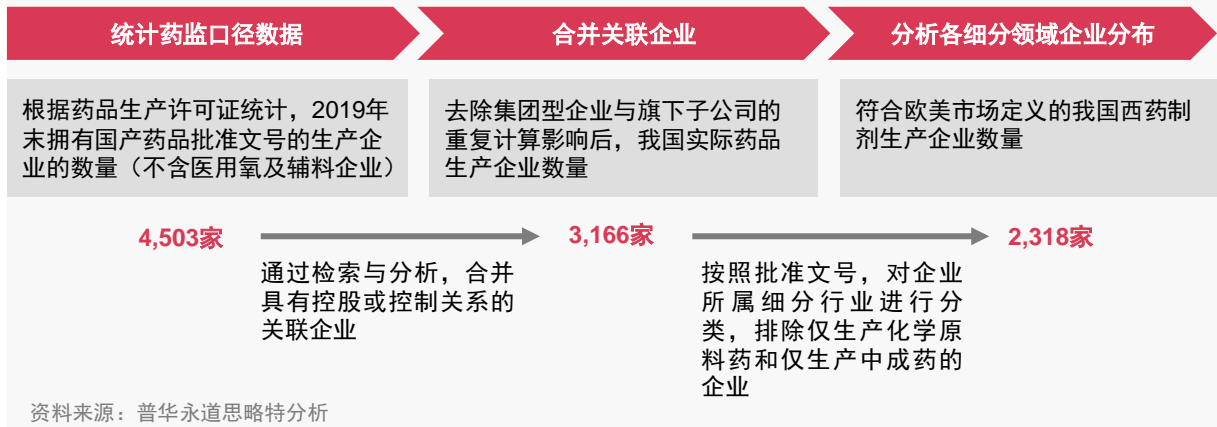 统计药监口径数据
合并关联企业
分析各细分领域企业分布
根据药品生产许可证统计，2019年
末拥有国产药品批准文号的生产企
业的数量（不含医用氧及辅料企业）
去除集团型企业与旗下子公司的
重复计算影响后，我国实际药品
生产企业数量
符合欧美市场定义的我国西药制
剂生产企业数量
4,503家
3,166家
2,318家
通过检索与分析，合并
具有控股或控制关系的
关联企业
按照批准文号，对企业
所属细分行业进行分
类，排除仅生产化学原
料药和仅生产中成药的
企业
资料来源：普华永道思略特分析